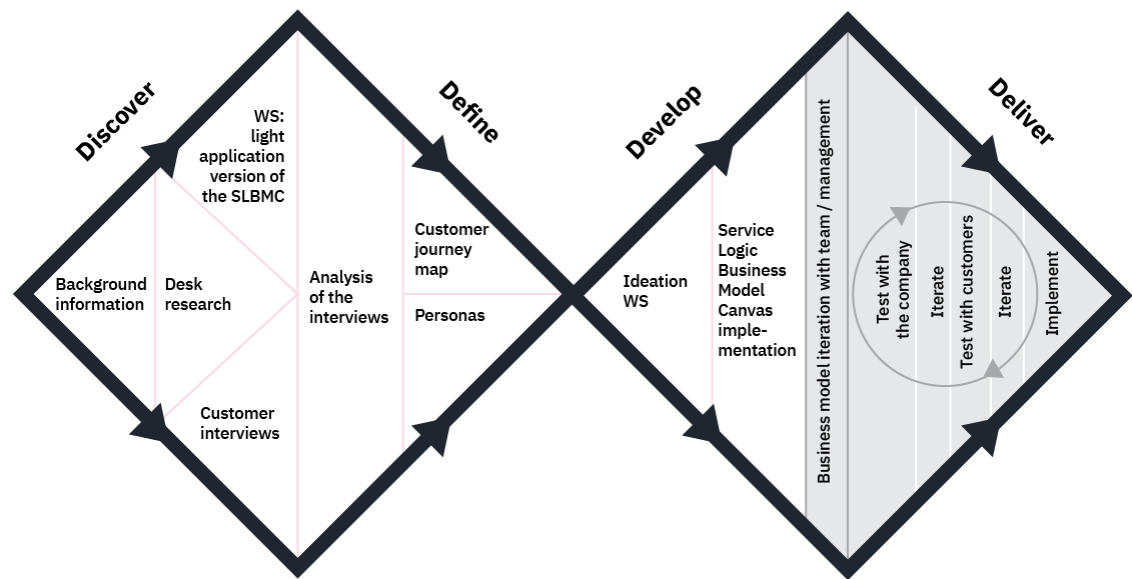 Discover
Define
Develop
Deliver
Background
information
Desk
research
WS:
light
application
version of
the SLBMC
Customer
interviews
Analysis
of the
interviews
Customer
journey
map
Personas
Ideation
WS
Service
Logic
Business
Model
Canvas
imple-
mentation
Business model iteration with team / management
Test with
the company
Iterate
Test with customers
Iterate
Implement